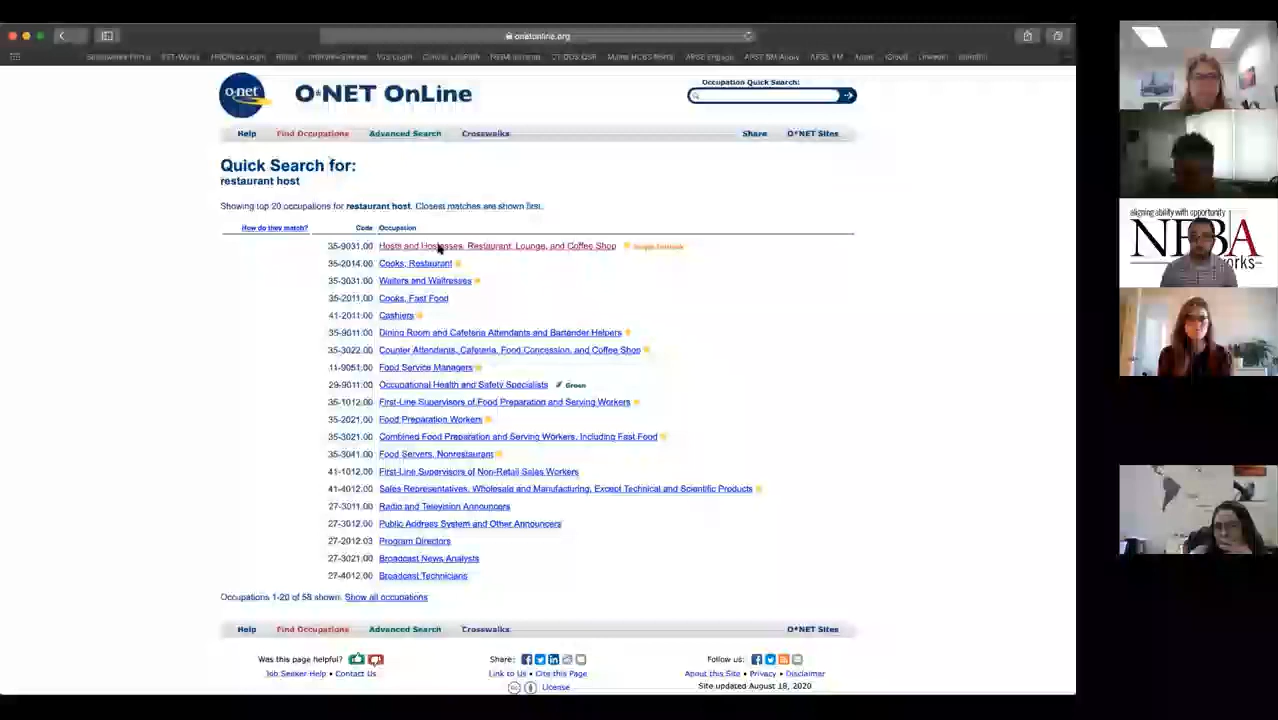 onetonline.org
o·net
O*NET OnLine
Occupation Quick Search:
Help Find Occupations Advanced Search Crosswalks Share O*NET Sites
Quick Search for:
restaurant host
Showing top 20 occupations for restaurant host. Closest matches are shown first.
How do they match? Code Occupation
35-9031.00 Hosts and Hostesses, Restaurant, Lounge, and Coffee Shop
35-2014.00 Cooks, Restaurant
35-3031.00 Waiters and Waitresses
35-2011.00 Cooks, Fast Food
41-2011.00 Cashiers
35-9011.00 Dining Room and Cafeteria Attendants and Bartender Helpers
35-3022.00 Counter Attendants, Cafeteria, Food Concession, and Coffee Shop
11-9051.00 Food Service Managers
29-9011.00 Occupational Health and Safety Specialists Green
35-1012.00 First-Line Supervisors of Food Preparation and Serving Workers
35-2021.00 Food Preparation Workers
35-3021.00 Combined Food Preparation and Serving Workers, Including Fast Food
35-3041.00 Food Servers, Nonrestaurant
41-1012.00 First-Line Supervisors of Non-Retail Sales Workers
41-4012.00 Sales Representatives, Wholesale and Manufacturing, Except Technical and Scientific Products
27-3011.00 Radio and Television Announcers
27-3012.00 Public Address System and Other Announcers
27-2012.03 Program Directors
27-3021.00 Broadcast News Analysts
27-4012.00 Broadcast Technicians
Occupations 1-20 of 58 shown. Show all occupations
Help Find Occupations Advanced Search Crosswalks O*NET Sites
Was this page helpful? Share: Follow us:
Job Seeker Help • Contact Us Link to Us • Cite this Page About this Site • Privacy • Disclaimer
License Site updated August 18, 2020
aligning ability with opportunity